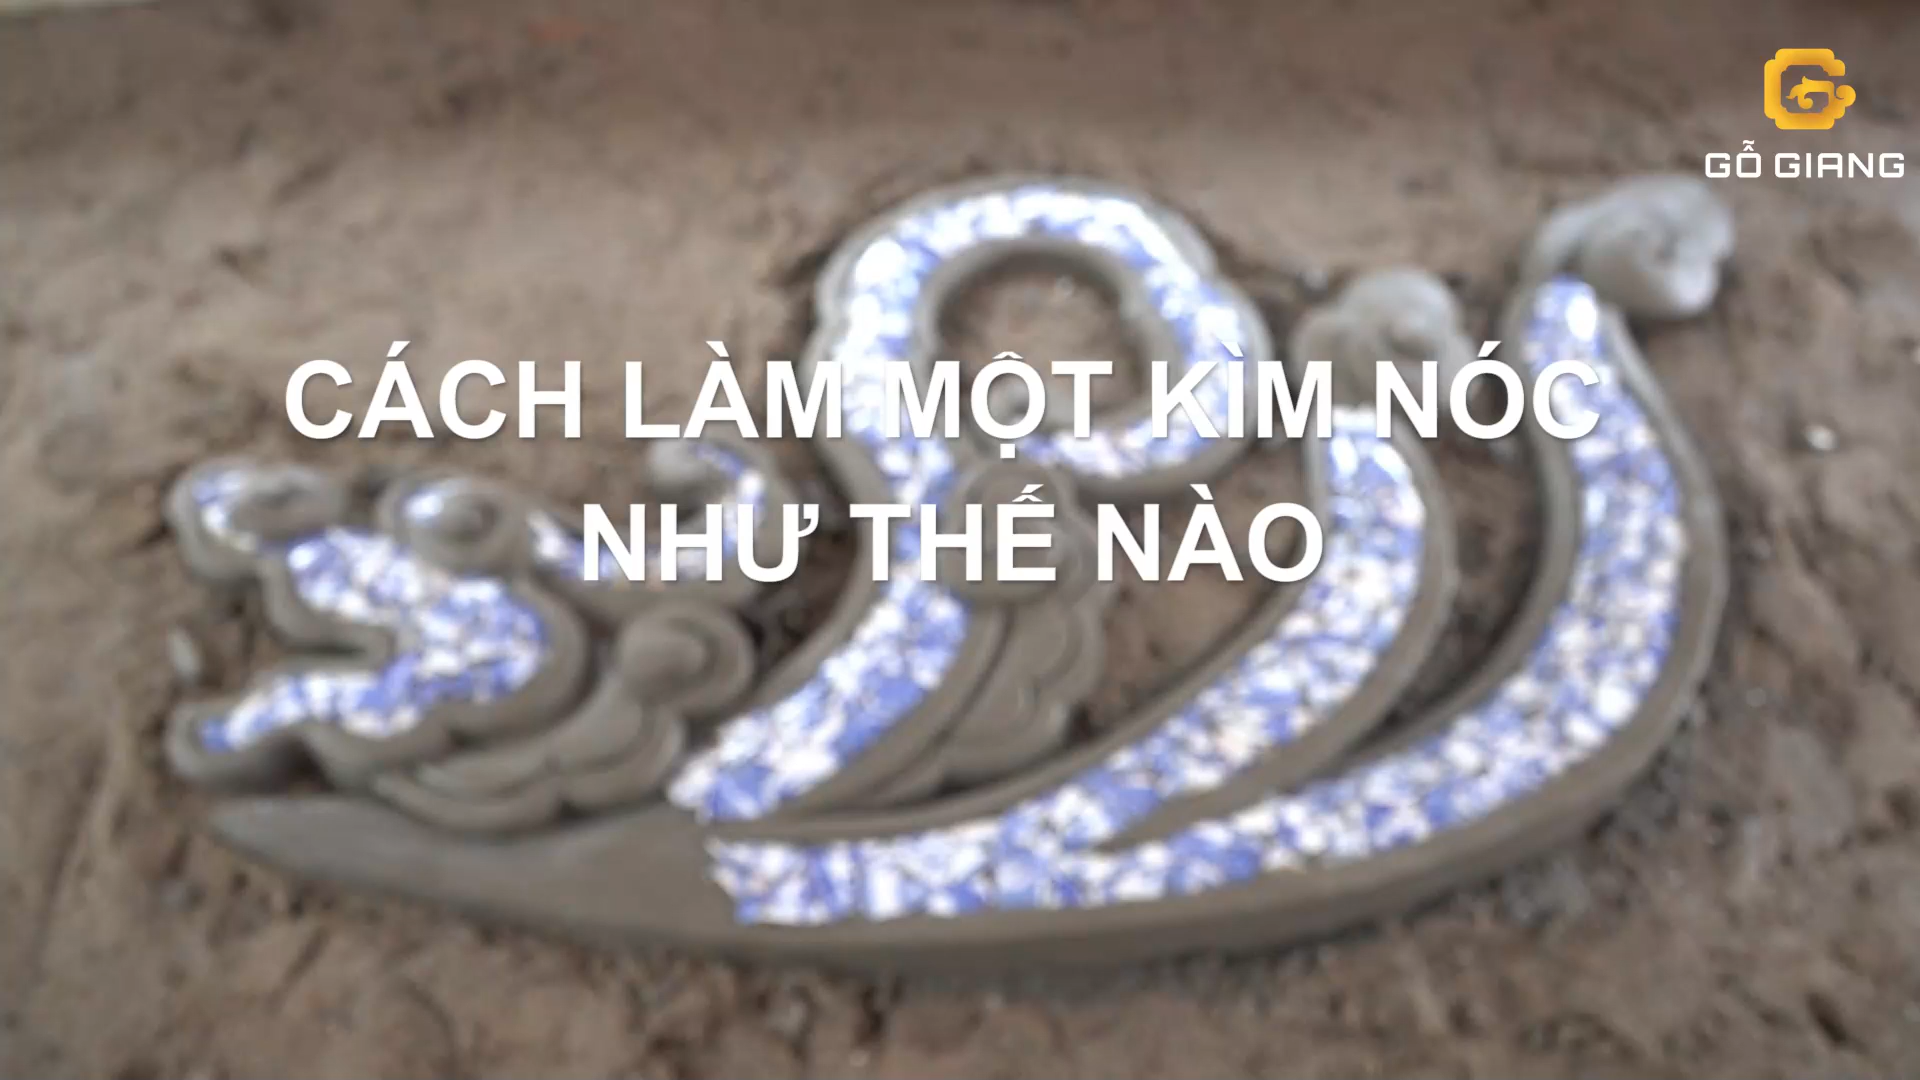 GỖ GIANG
CÁCH LÀM MỘT KÌM NÓC
NHƯ THẾ NÀO